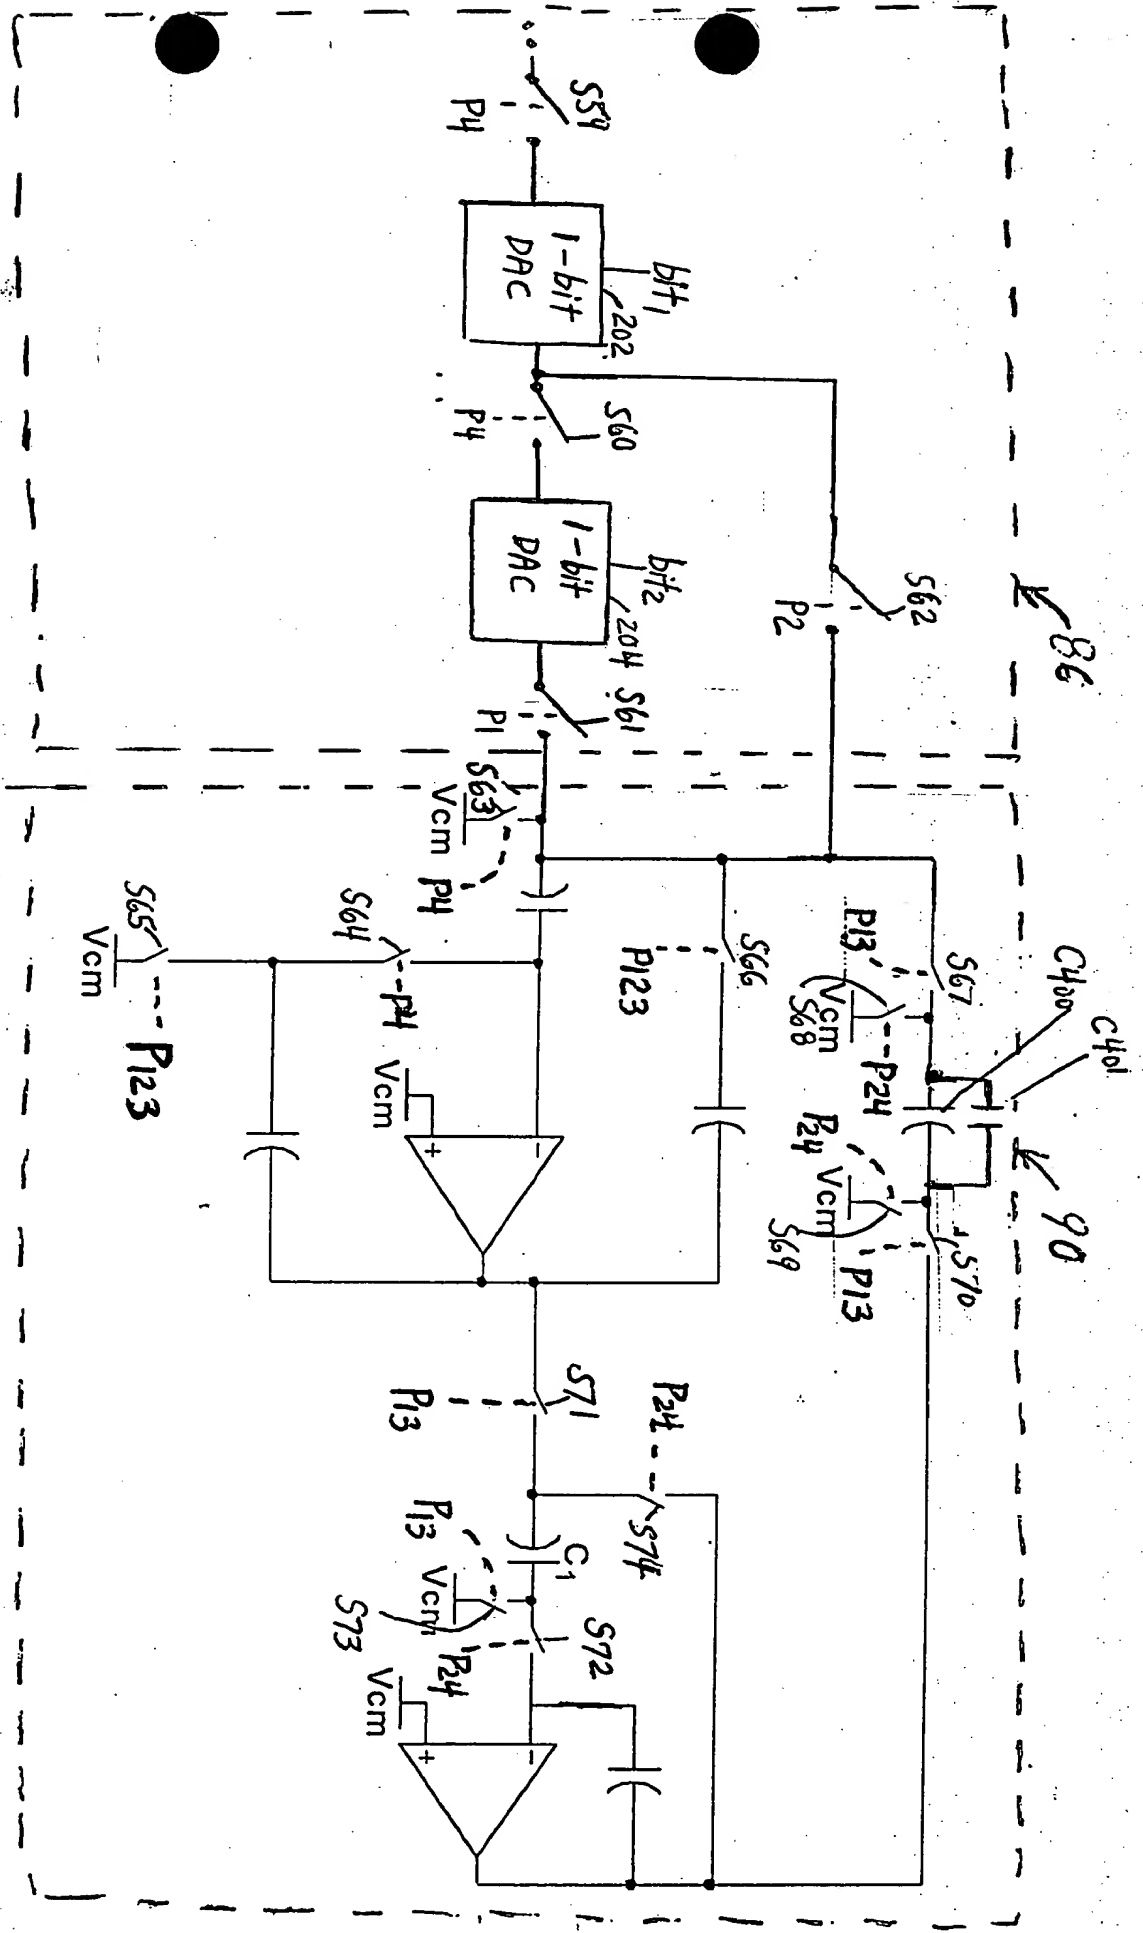 S59
P4
1-bit
DAC
bit1
202
S60
P4
1-bit
DAC
bit2
204
S61
P1
S62
P2
86
S63
Vcm
P4
S64
P4
S65
Vcm
P123
S66
P123
S67
P13
Vcm
S68
P24
C400
C401
90
P24
Vcm
S69
S70
P13
Vcm
+
-
S71
P13
P24
S74
C1
P13
Vcm
S73
S72
P24
Vcm
+
-